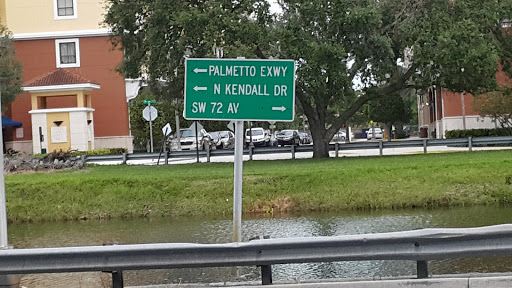 PALMETTO EXWY
N KENDALL DR
SW 72 AV